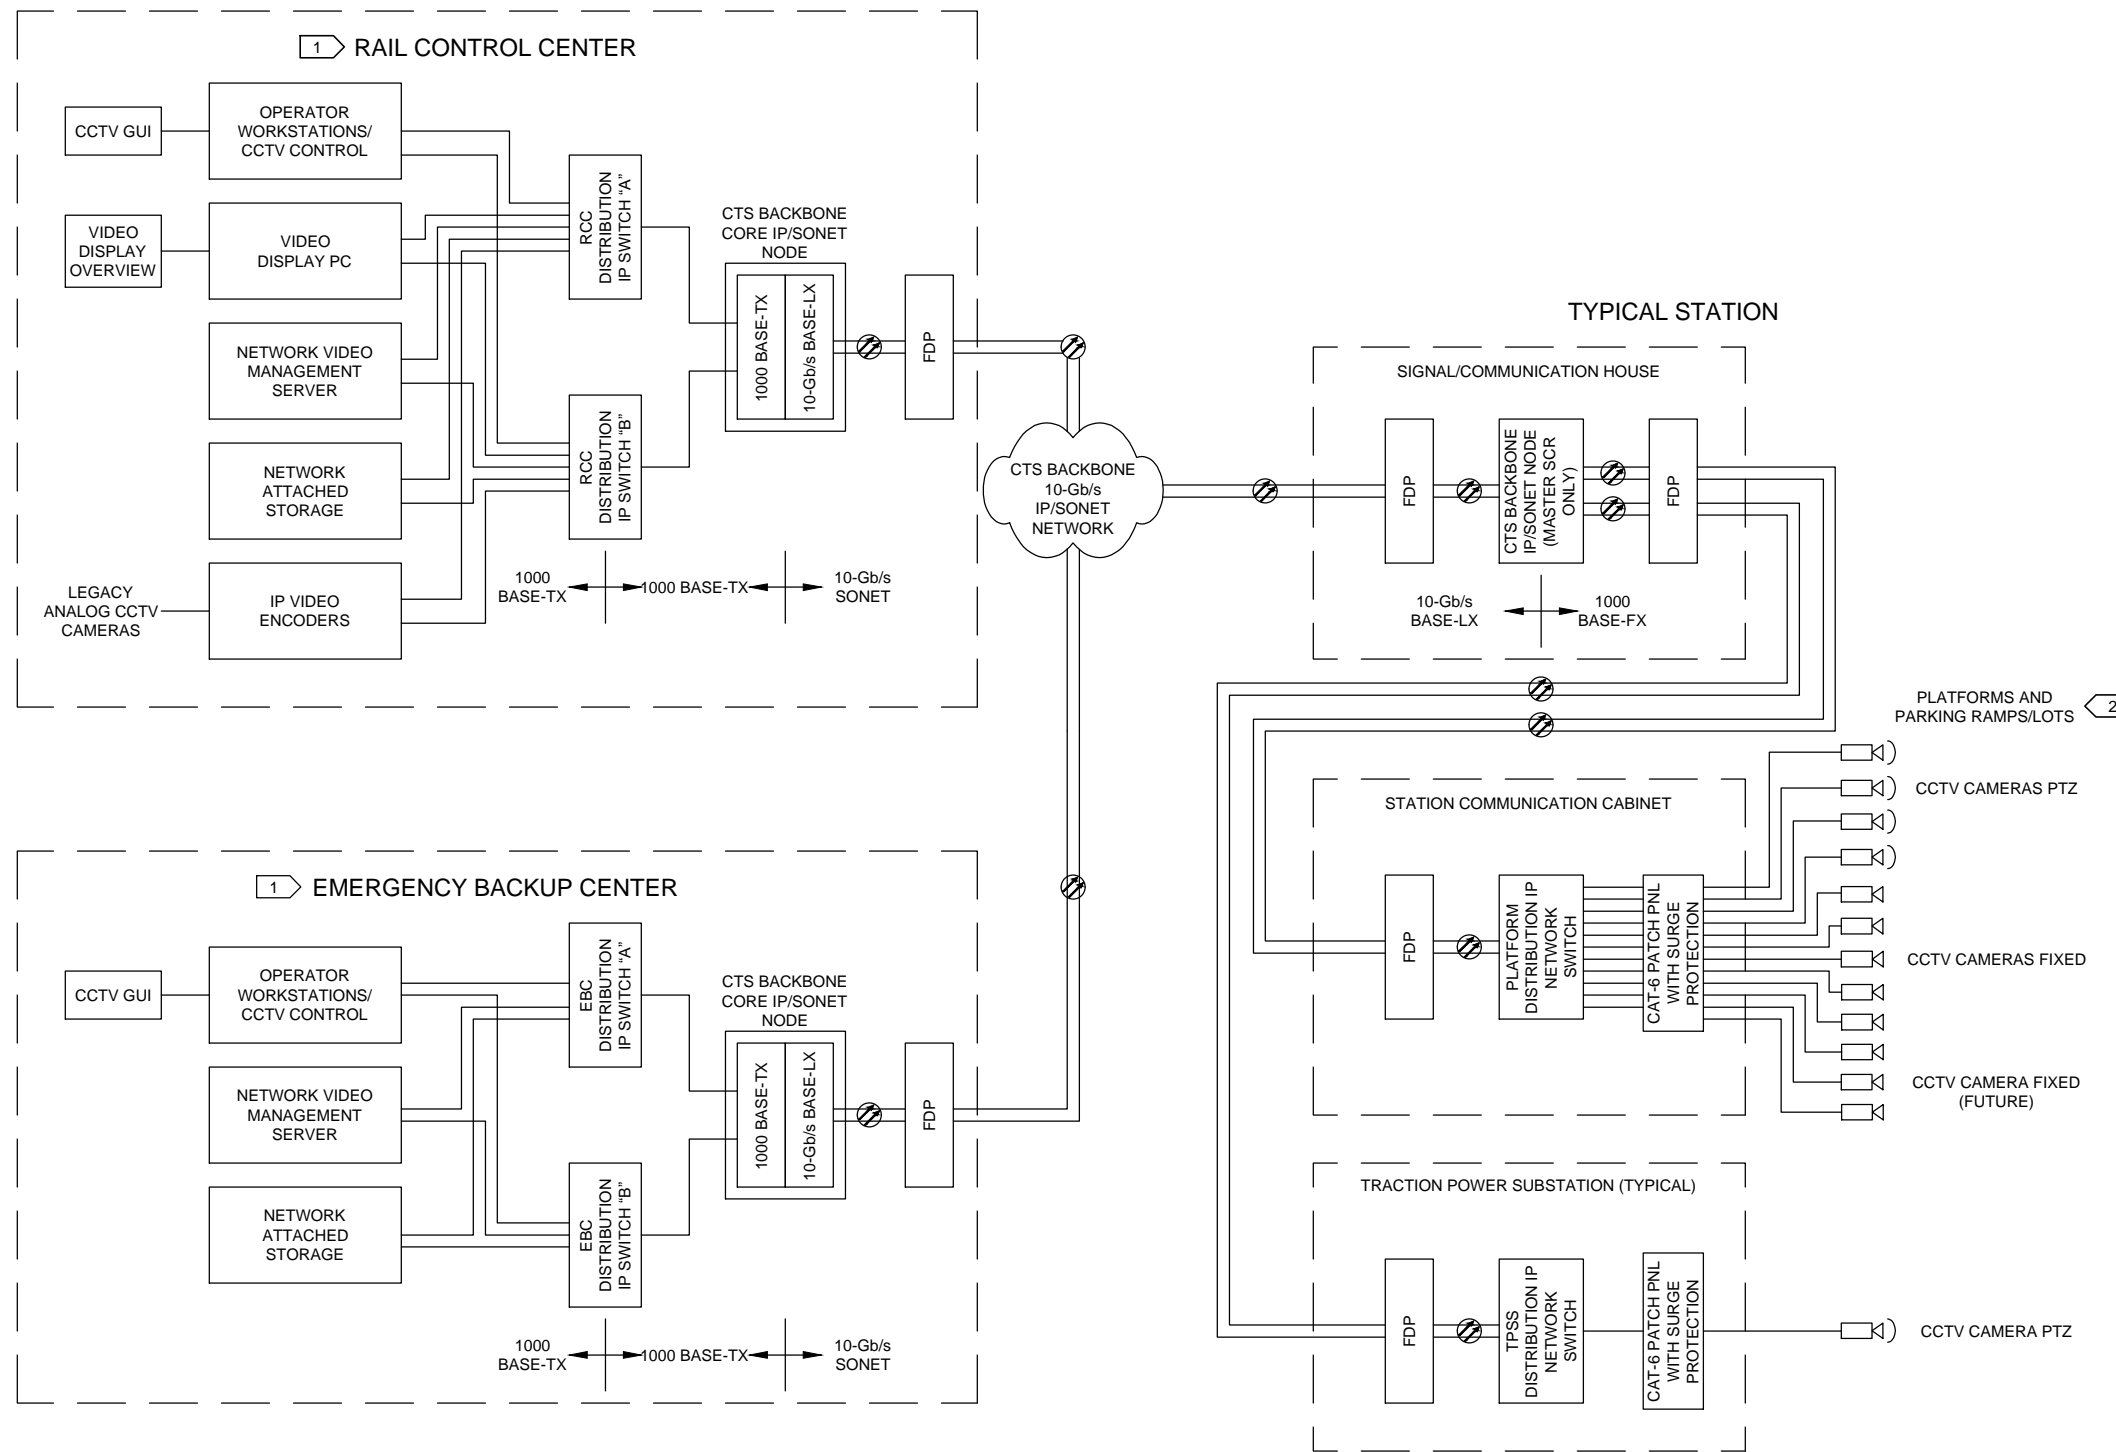 1
RAIL CONTROL CENTER
CCTV GUI
OPERATOR
WORKSTATIONS/
CCTV CONTROL
VIDEO
DISPLAY
OVERVIEW
VIDEO
DISPLAY PC
NETWORK VIDEO
MANAGEMENT
SERVER
NETWORK
ATTACHED
STORAGE
LEGACY
ANALOG CCTV
CAMERAS
IP VIDEO
ENCODERS
RCC
DISTRIBUTION
IP SWITCH "A"
RCC
DISTRIBUTION
IP SWITCH "B"
CTS BACKBONE
CORE IP/SONET
NODE
1000 BASE-TX
10-Gb/s BASE-LX
FDP
1000
BASE-TX
1000 BASE-TX
10-Gb/s
SONET
CTS BACKBONE
10-Gb/s
IP/SONET
NETWORK
1
EMERGENCY BACKUP CENTER
CCTV GUI
OPERATOR
WORKSTATIONS/
CCTV CONTROL
NETWORK VIDEO
MANAGEMENT
SERVER
NETWORK
ATTACHED
STORAGE
EBC
DISTRIBUTION
IP SWITCH "A"
EBC
DISTRIBUTION
IP SWITCH "B"
CTS BACKBONE
CORE IP/SONET
NODE
1000 BASE-TX
10-Gb/s BASE-LX
FDP
1000
BASE-TX
1000 BASE-TX
10-Gb/s
SONET
TYPICAL STATION
SIGNAL/COMMUNICATION HOUSE
FDP
CTS BACKBONE
IP/SONET NODE
(MASTER SCR
ONLY)
FDP
10-Gb/s
BASE-LX
1000
BASE-FX
PLATFORMS AND
PARKING RAMPS/LOTS
2
STATION COMMUNICATION CABINET
FDP
PLATFORM
DISTRIBUTION IP
NETWORK
SWITCH
CAT-6 PATCH PNL
WITH SURGE
PROTECTION
CCTV CAMERAS PTZ
CCTV CAMERAS FIXED
CCTV CAMERA FIXED
(FUTURE)
TRACTION POWER SUBSTATION (TYPICAL)
FDP
TPSS
DISTRIBUTION IP
NETWORK
SWITCH
CAT-6 PATCH PNL
WITH SURGE
PROTECTION
CCTV CAMERA PTZ